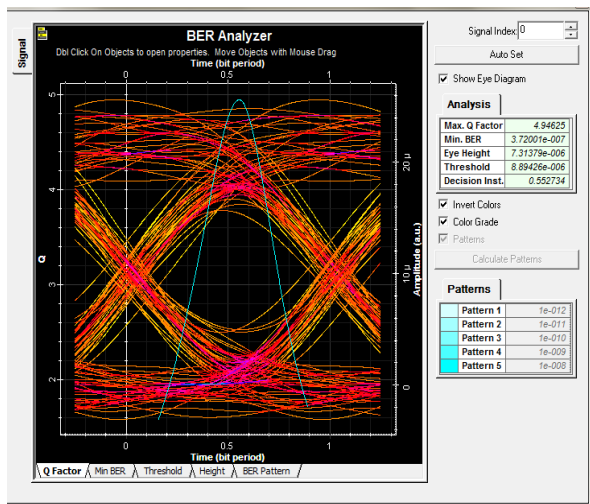 BER Analyzer
Dbl Click On Objects to open properties. Move Objects with Mouse Drag
Time (bit period)
0 0.5 1
Signal
5
4
3
2
Q
20 µ
10 µ
0
Amplitude (a.u.)
0 0.5 1
Time (bit period)
Q Factor Min BER Threshold Height BER Pattern
Signal Index: 0
Auto Set
Show Eye Diagram
Analysis
Max. Q Factor 4.94625
Min. BER 3.72001e-007
Eye Height 7.31379e-006
Threshold 8.89426e-006
Decision Inst. 0.552734
Invert Colors
Color Grade
Patterns
Calculate Patterns
Patterns
Pattern 1 1e-012
Pattern 2 1e-011
Pattern 3 1e-010
Pattern 4 1e-009
Pattern 5 1e-008